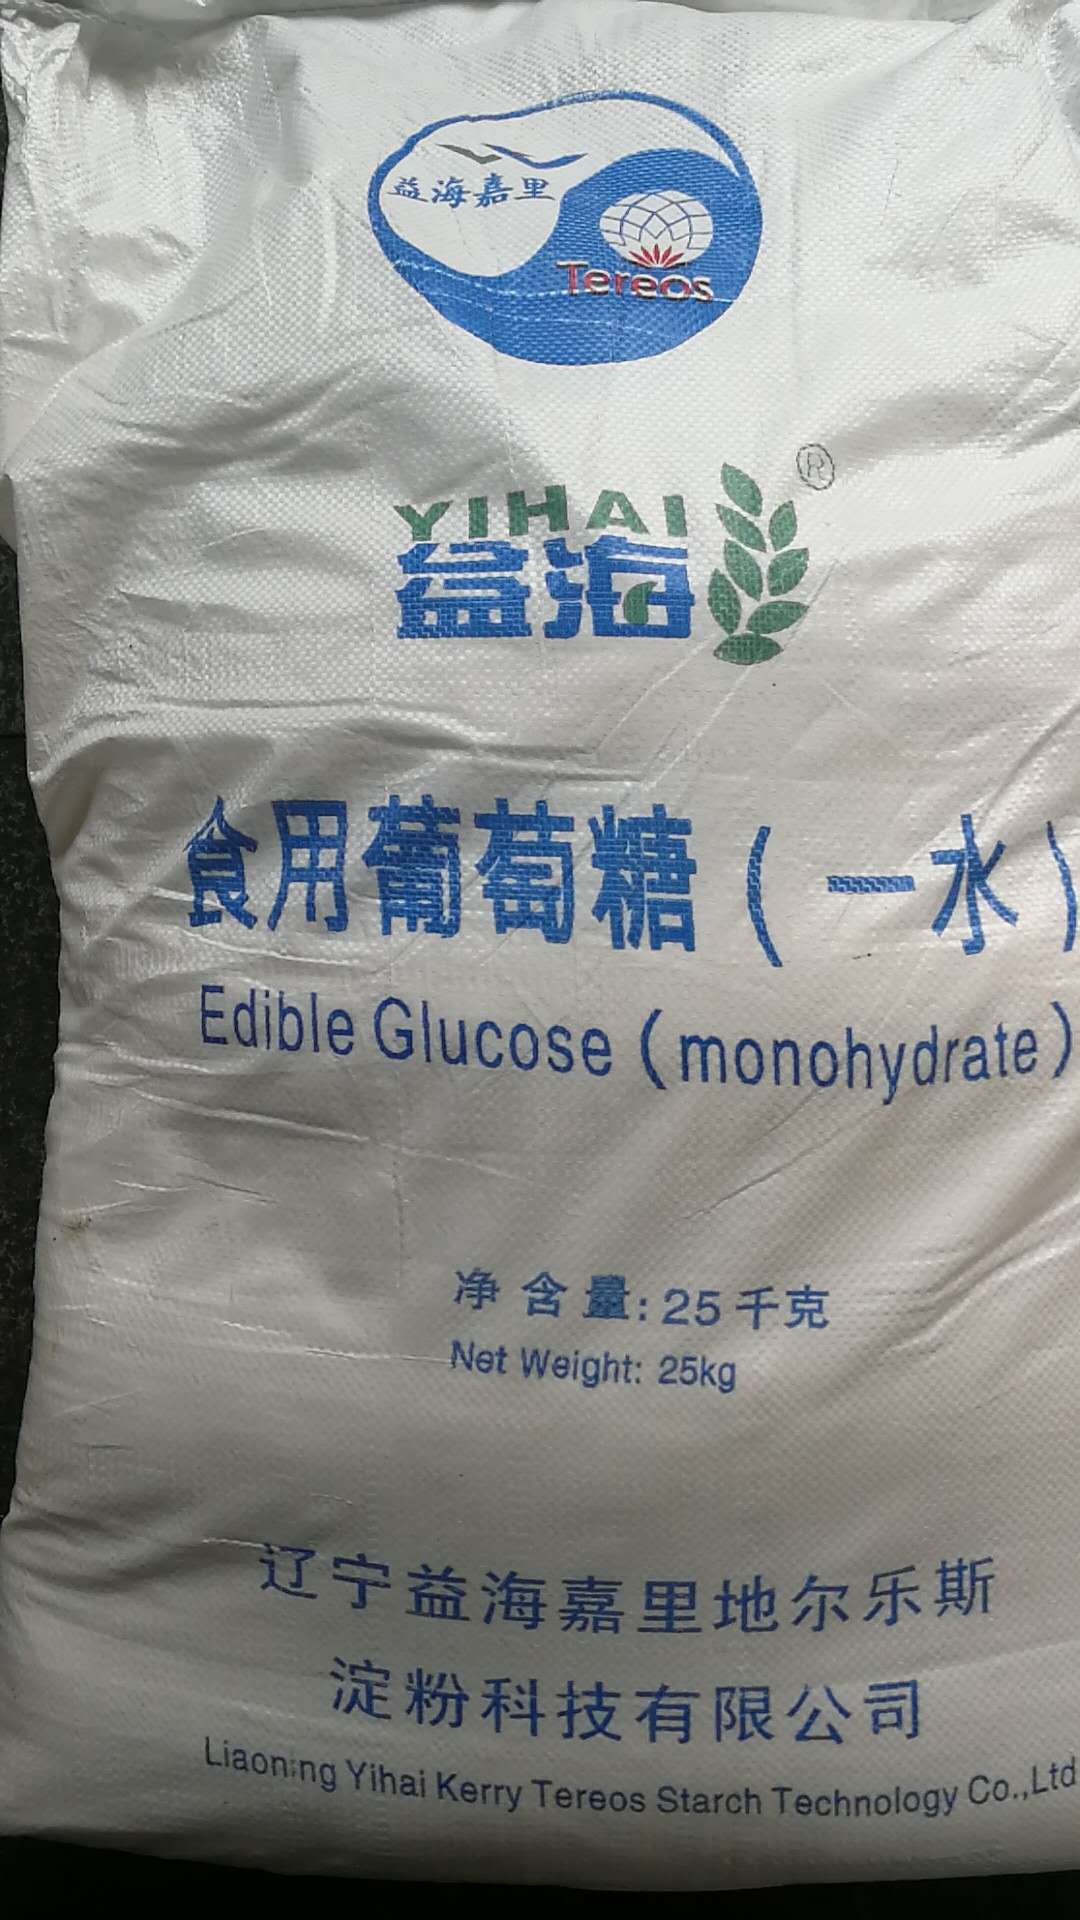 益海嘉里
Tereos
®
YIHAI
益海
食用葡萄糖（一水）
Edible Glucose（monohydrate）
净含量:25千克
Net Weight: 25kg
辽宁益海嘉里地尔乐斯
淀粉科技有限公司
Liaoning Yihai Kerry Tereos Starch Technology Co.,Ltd